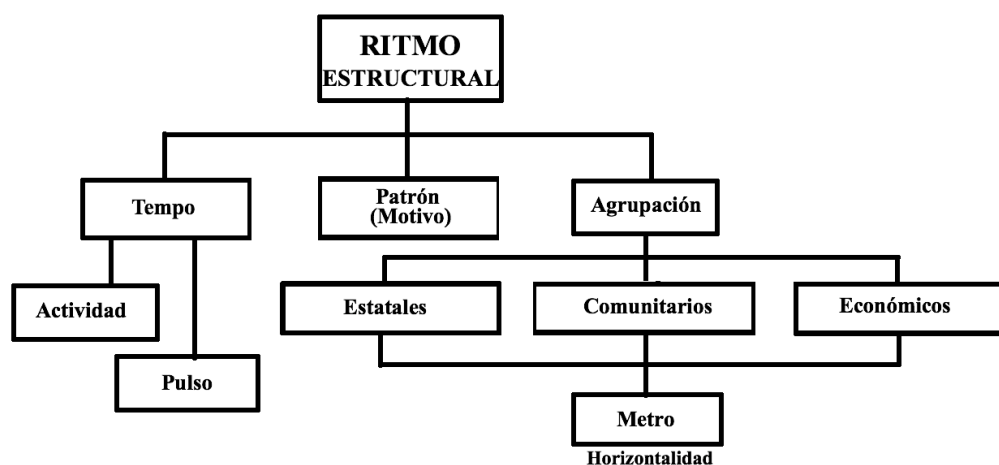 RITMO
ESTRUCTURAL
Tempo
Patrón
(Motivo)
Agrupación
Actividad
Estatales
Comunitarios
Económicos
Pulso
Metro
Horizontalidad